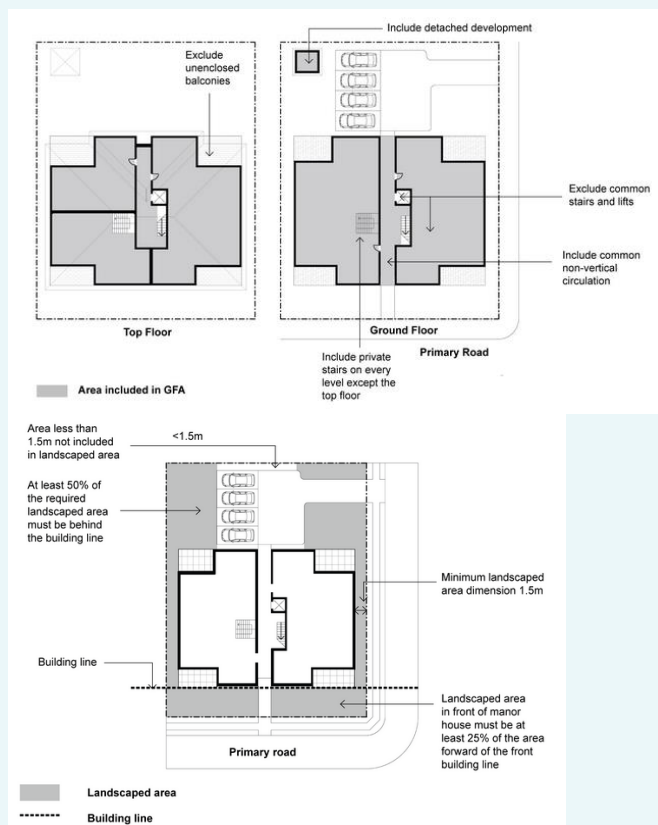 Include detached development
Exclude
unenclosed
balconies
Exclude common
stairs and lifts
Include common
non-vertical
circulation
Top Floor
Ground Floor
Primary Road
Include private
stairs on every
level except the
top floor
Area included in GFA
Area less than
1.5m not included
in landscaped area
<1.5m
At least 50% of
the required
landscaped area
must be behind
the building line
Minimum landscaped
area dimension 1.5m
Building line
Landscaped area
in front of manor
house must be at
least 25% of the area
forward of the front
building line
Primary road
Landscaped area
Building line